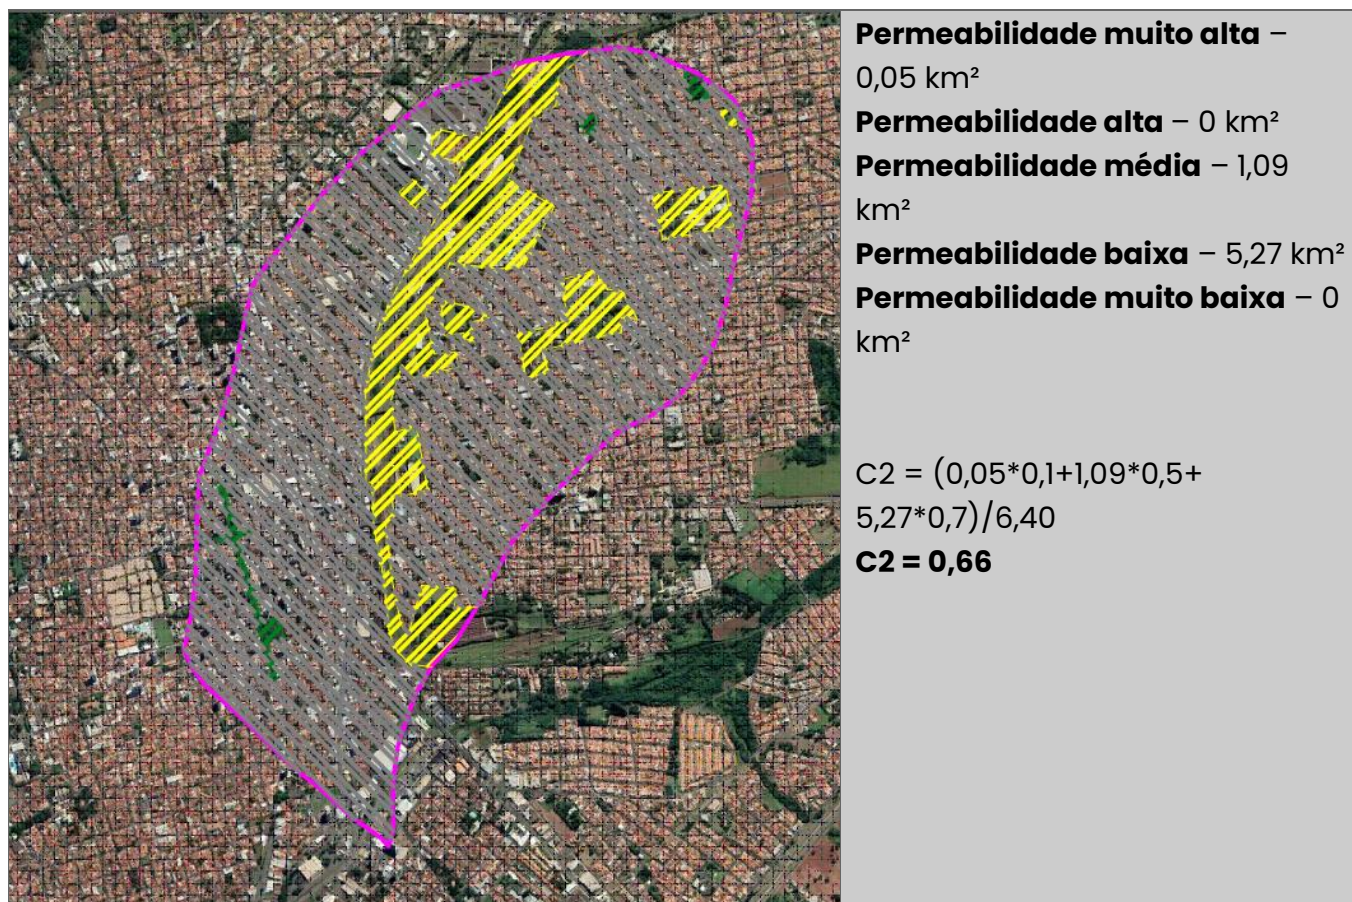 Permeabilidade muito alta –
0,05 km²
Permeabilidade alta – 0 km²
Permeabilidade média – 1,09
km²
Permeabilidade baixa – 5,27 km²
Permeabilidade muito baixa – 0
km²
C2 = (0,05*0,1+1,09*0,5+
5,27*0,7)/6,40
C2 = 0,66